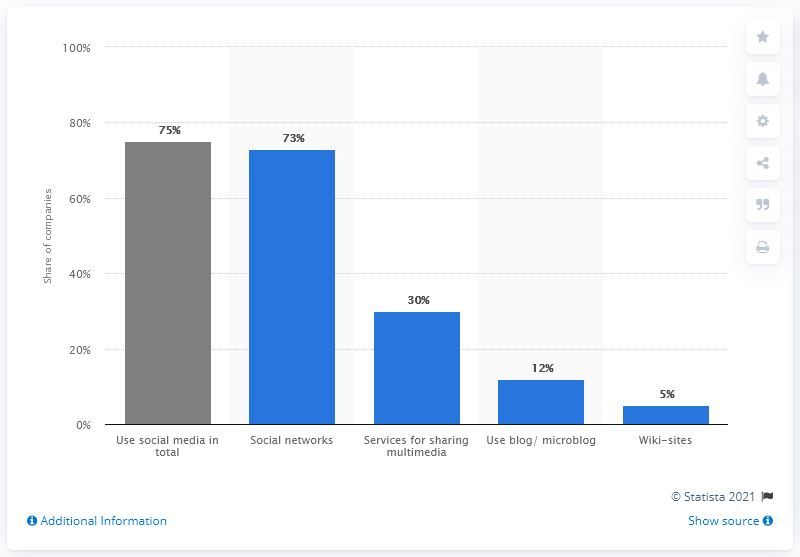 100%
80%
60%
40%
20%
0%
Share of companies
75%
73%
30%
12%
5%
Use social media in
total
Social networks
Services for sharing
multimedia
Use blog/ microblog
Wiki-sites
© Statista 2021
Additional Information
Show source